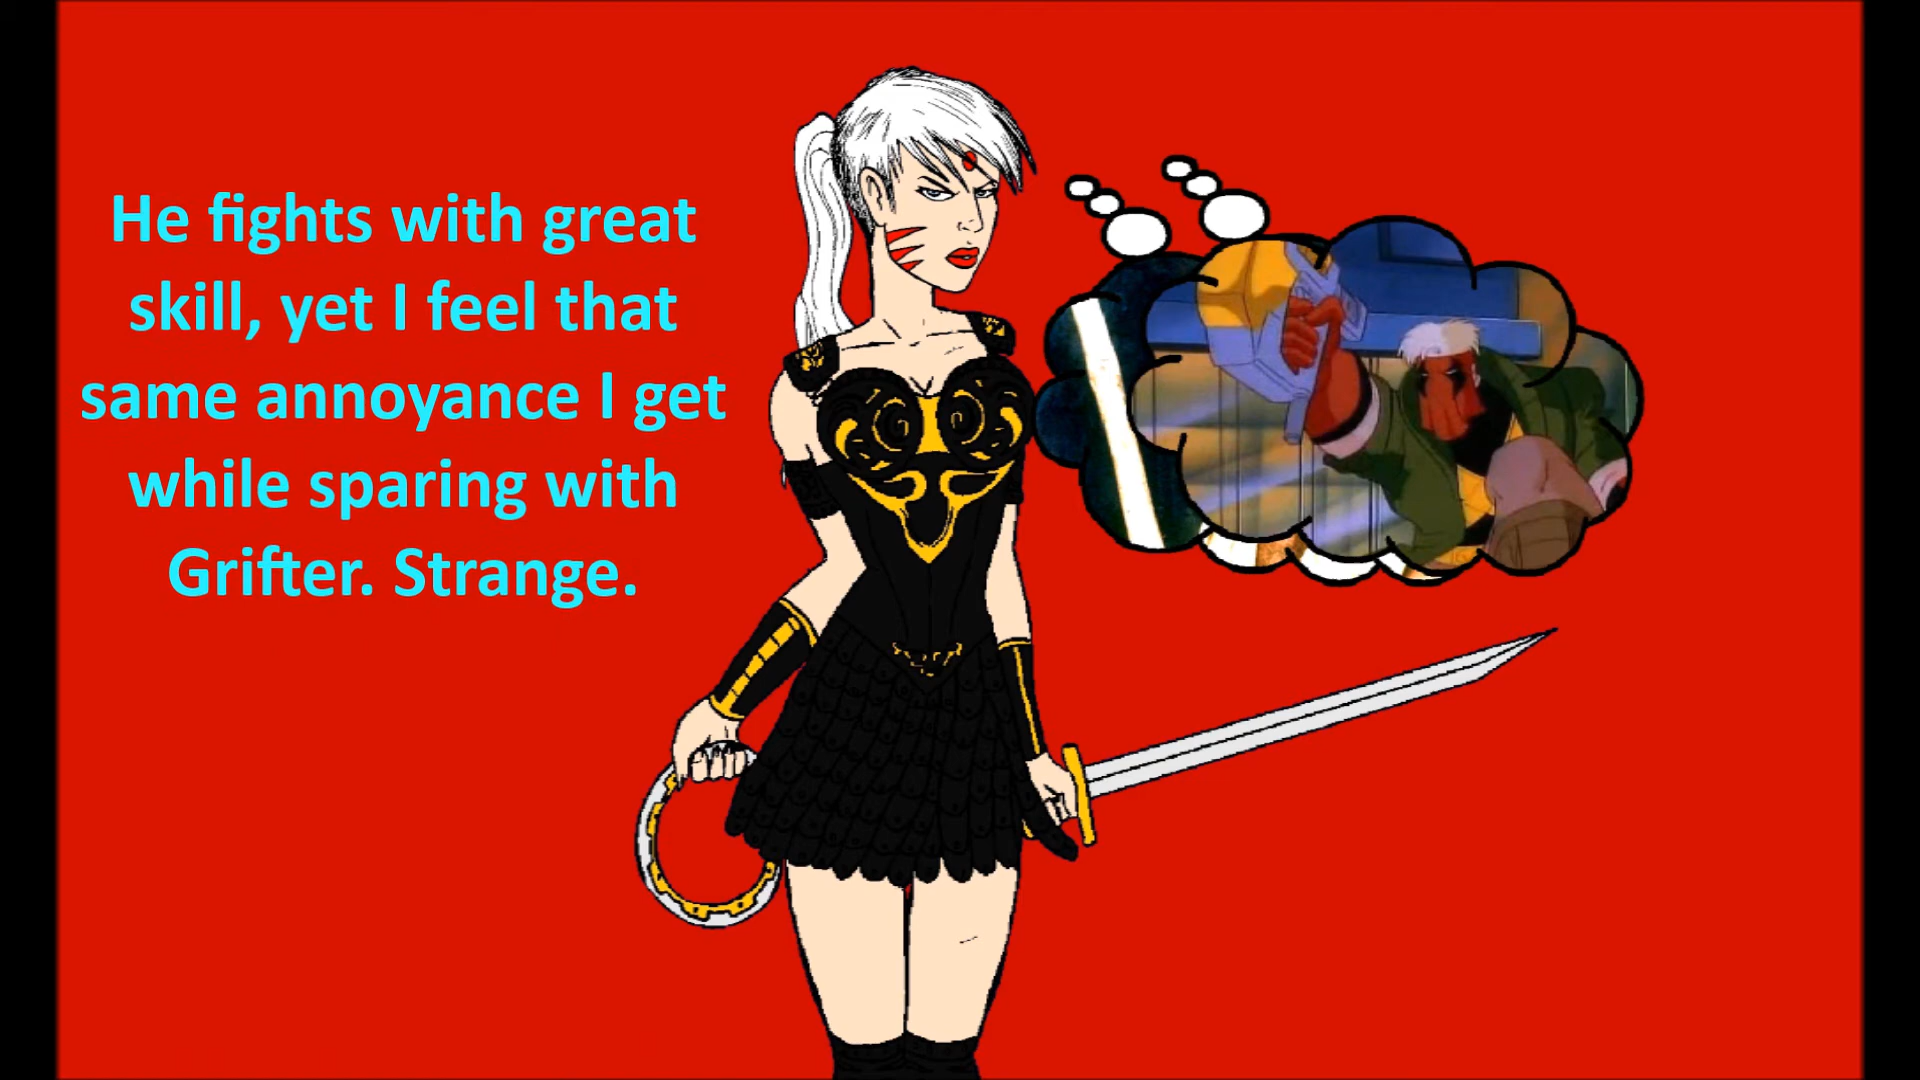 He fights with great
skill, yet I feel that
same annoyance I get
while sparing with
Grifter. Strange.